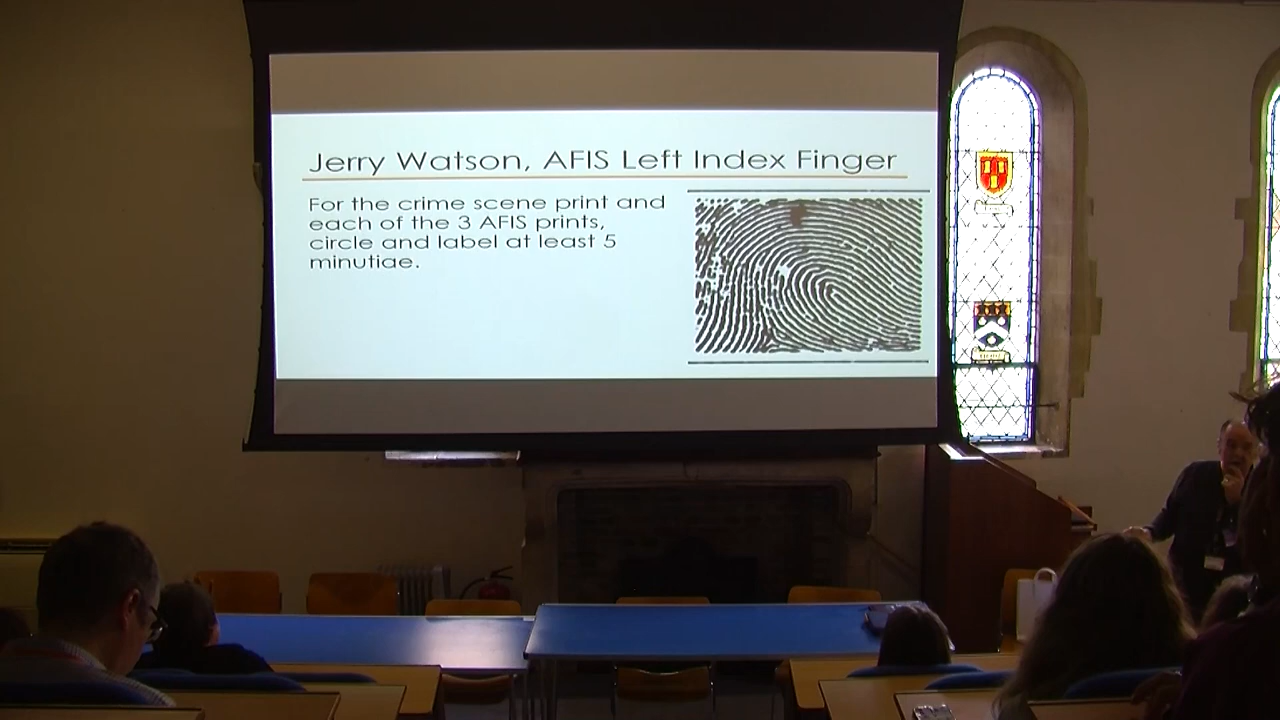 Jerry Watson, AFIS Left Index Finger
For the crime scene print and
each of the 3 AFIS prints,
circle and label at least 5
minutiae.